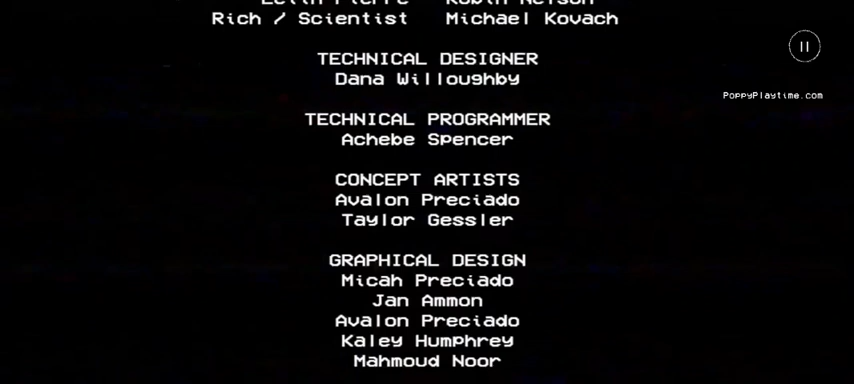 Rich / Scientist Michael Kovach
TECHNICAL DESIGNER
Dana Willoughby
PoppyPlaytime.com
TECHNICAL PROGRAMMER
Achebe Spencer
CONCEPT ARTISTS
Avalon Preciado
Taylor Gessler
GRAPHICAL DESIGN
Micah Preciado
Jan Ammon
Avalon Preciado
Kaley Humphrey
Mahmoud Noor